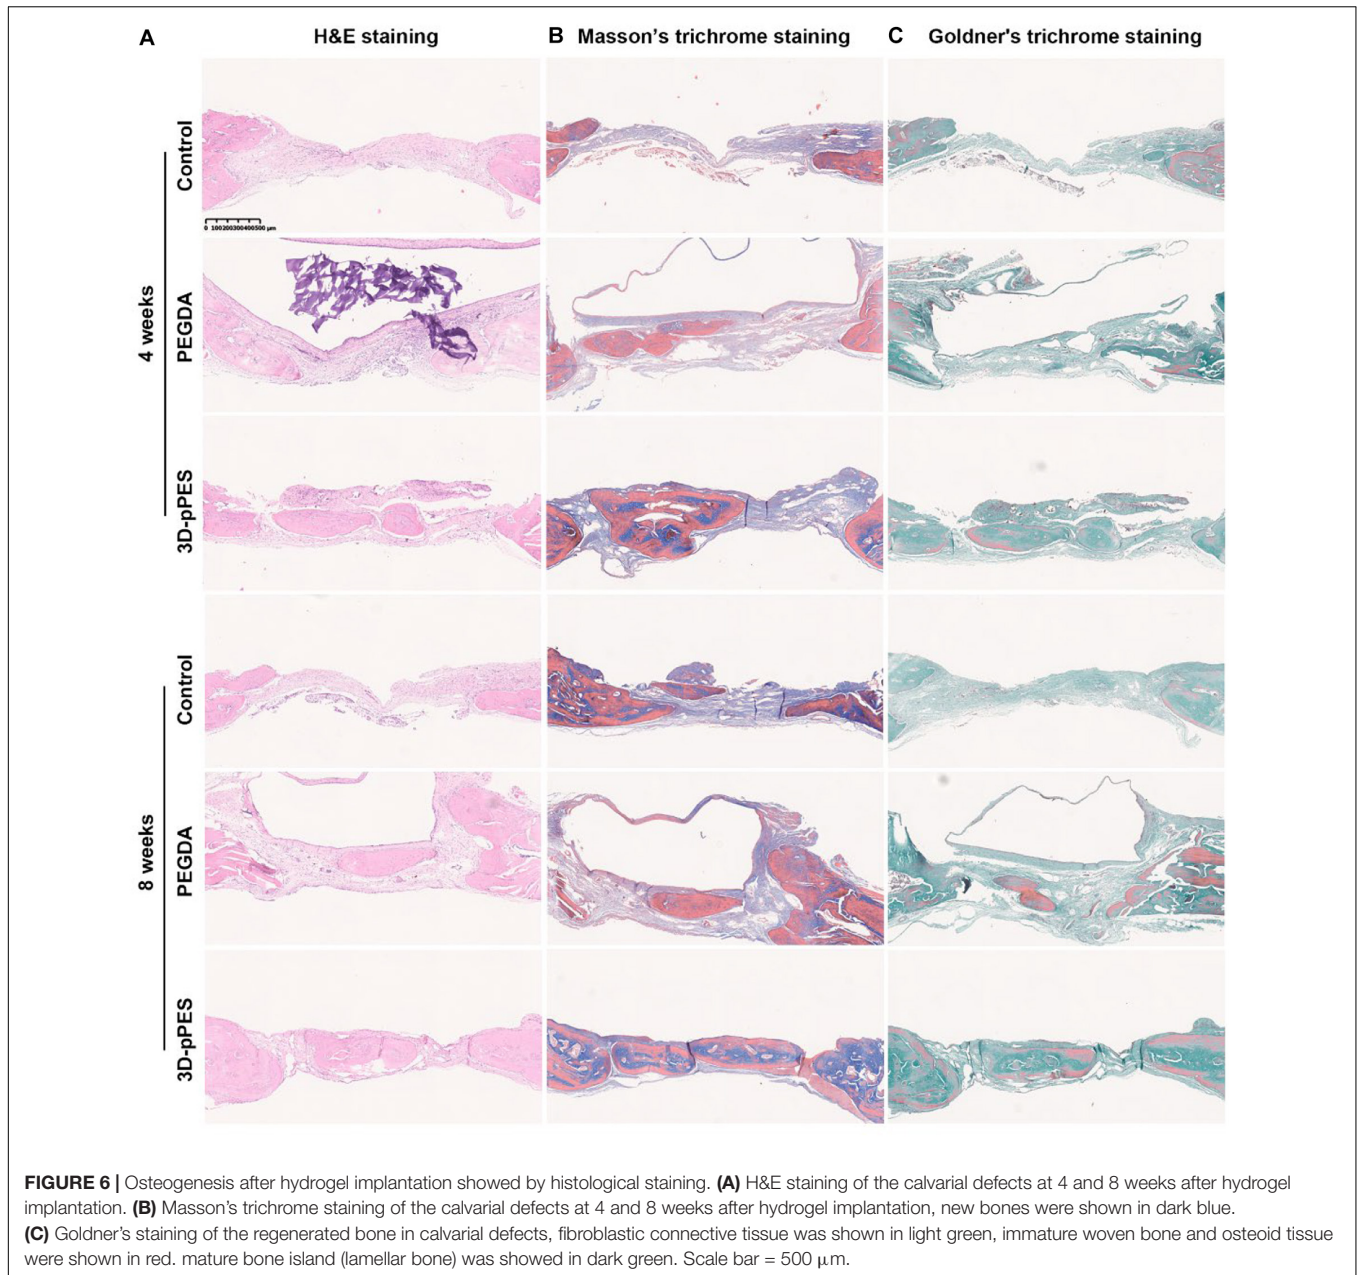 A H&E staining B Masson's trichrome staining C Goldner's trichrome staining
4 weeks
Control
0 100200300400500 µm
PEGDA
3D-pPES
8 weeks
Control
PEGDA
3D-pPES
FIGURE 6 | Osteogenesis after hydrogel implantation showed by histological staining. (A) H&E staining of the calvarial defects at 4 and 8 weeks after hydrogel
implantation. (B) Masson's trichrome staining of the calvarial defects at 4 and 8 weeks after hydrogel implantation, new bones were shown in dark blue.
(C) Goldner's staining of the regenerated bone in calvarial defects, fibroblastic connective tissue was shown in light green, immature woven bone and osteoid tissue
were shown in red. mature bone island (lamellar bone) was showed in dark green. Scale bar = 500 µm.